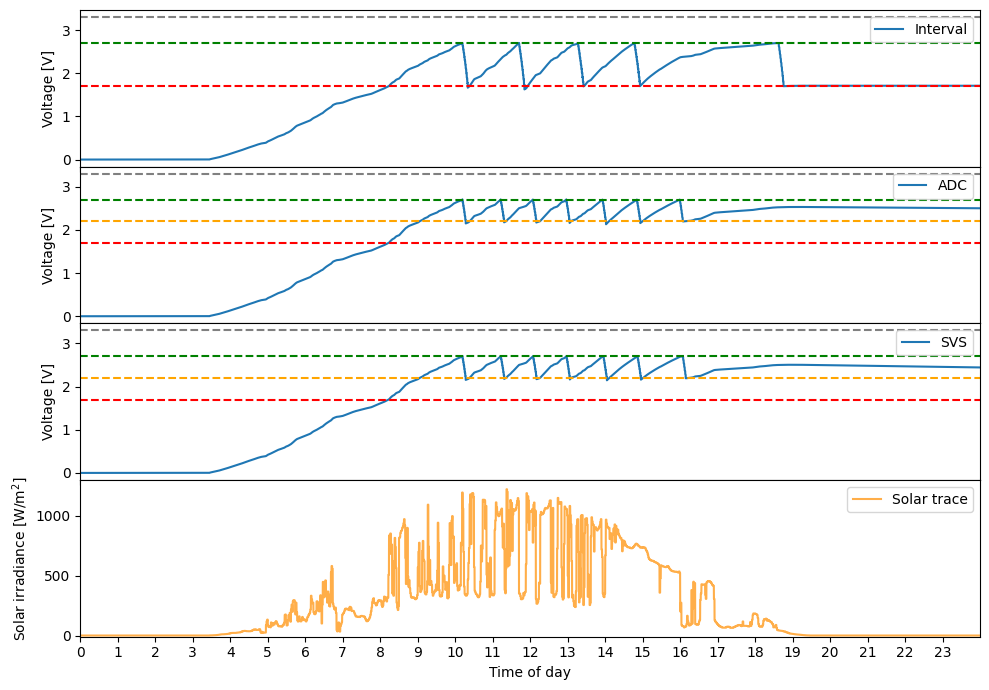 Interval
Voltage [V]
3
2
1
0
ADC
Voltage [V]
3
2
1
0
SVS
Voltage [V]
3
2
1
0
Solar trace
Solar irradiance [W/m²]
1000
500
0
0 1 2 3 4 5 6 7 8 9 10 11 12 13 14 15 16 17 18 19 20 21 22 23
Time of day